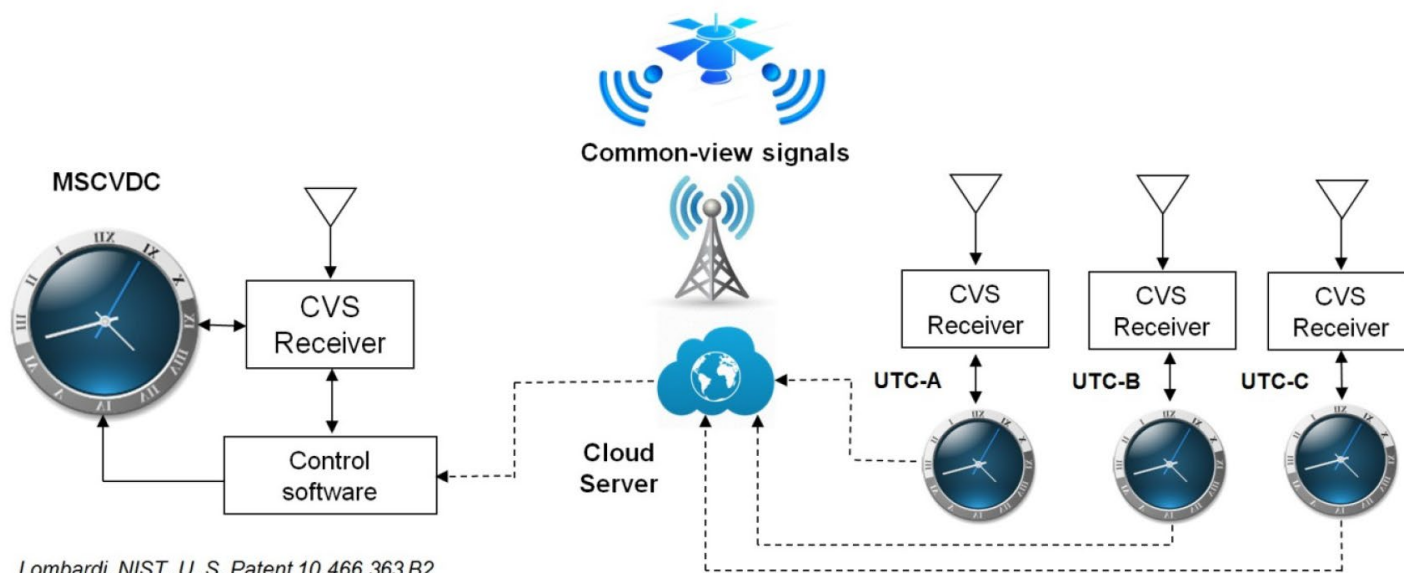 Common-view signals
MSCVDC
CVS
Receiver
Control
software
Cloud
Server
CVS
Receiver
CVS
Receiver
CVS
Receiver
UTC-A
UTC-B
UTC-C
Lombardi, NIST, U. S. Patent 10,466,363 B2